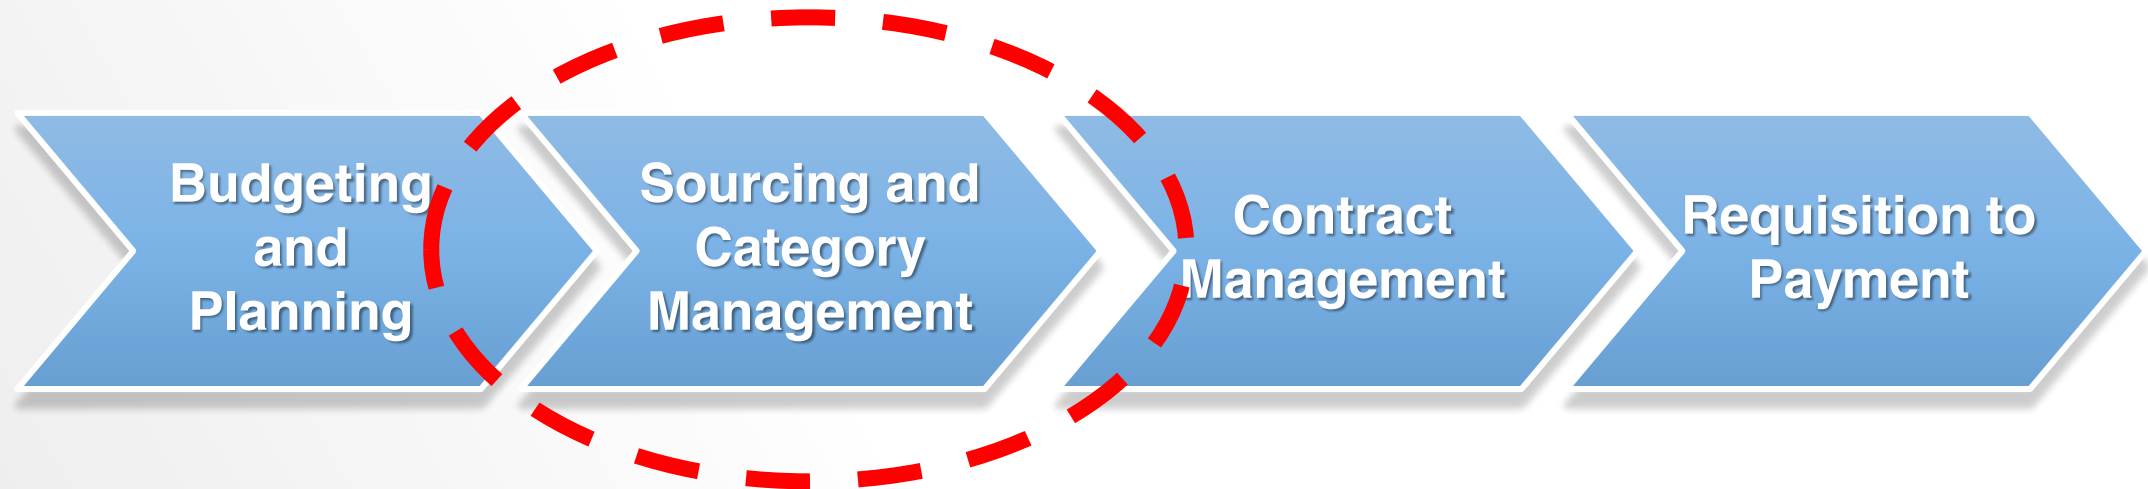 Budgeting
and
Planning
Sourcing and
Category
Management
Contract
Management
Requisition to
Payment